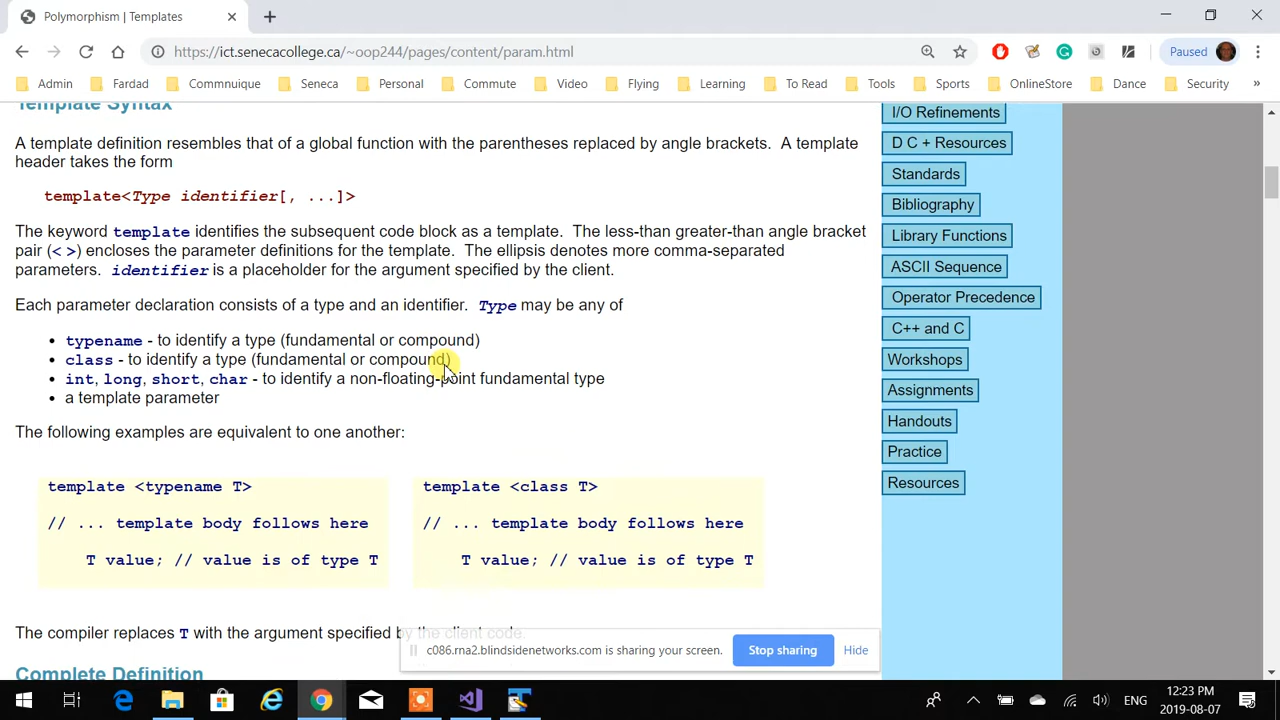 Polymorphism | Templates
https://ict.senecacollege.ca/~oop244/pages/content/param.html
Paused
Admin Fardad Commnuique Seneca Personal Commute Video Flying Learning To Read Tools Sports OnlineStore Dance Security »
Template Syntax
A template definition resembles that of a global function with the parentheses replaced by angle brackets. A template
header takes the form
template<Type identifier[, ...]>
The keyword template identifies the subsequent code block as a template. The less-than greater-than angle bracket
pair (< >) encloses the parameter definitions for the template. The ellipsis denotes more comma-separated
parameters. identifier is a placeholder for the argument specified by the client.
Each parameter declaration consists of a type and an identifier. Type may be any of
• typename - to identify a type (fundamental or compound)
• class - to identify a type (fundamental or compound)
• int, long, short, char - to identify a non-floating-point fundamental type
• a template parameter
The following examples are equivalent to one another:
template <typename T>
// ... template body follows here
T value; // value is of type T
template <class T>
// ... template body follows here
T value; // value is of type T
The compiler replaces T with the argument specified by the client code.
Complete Definition
I/O Refinements
D C + Resources
Standards
Bibliography
Library Functions
ASCII Sequence
Operator Precedence
C++ and C
Workshops
Assignments
Handouts
Practice
Resources
c086.rna2.blindsidenetworks.com is sharing your screen. Stop sharing Hide
ENG
12:23 PM
2019-08-07